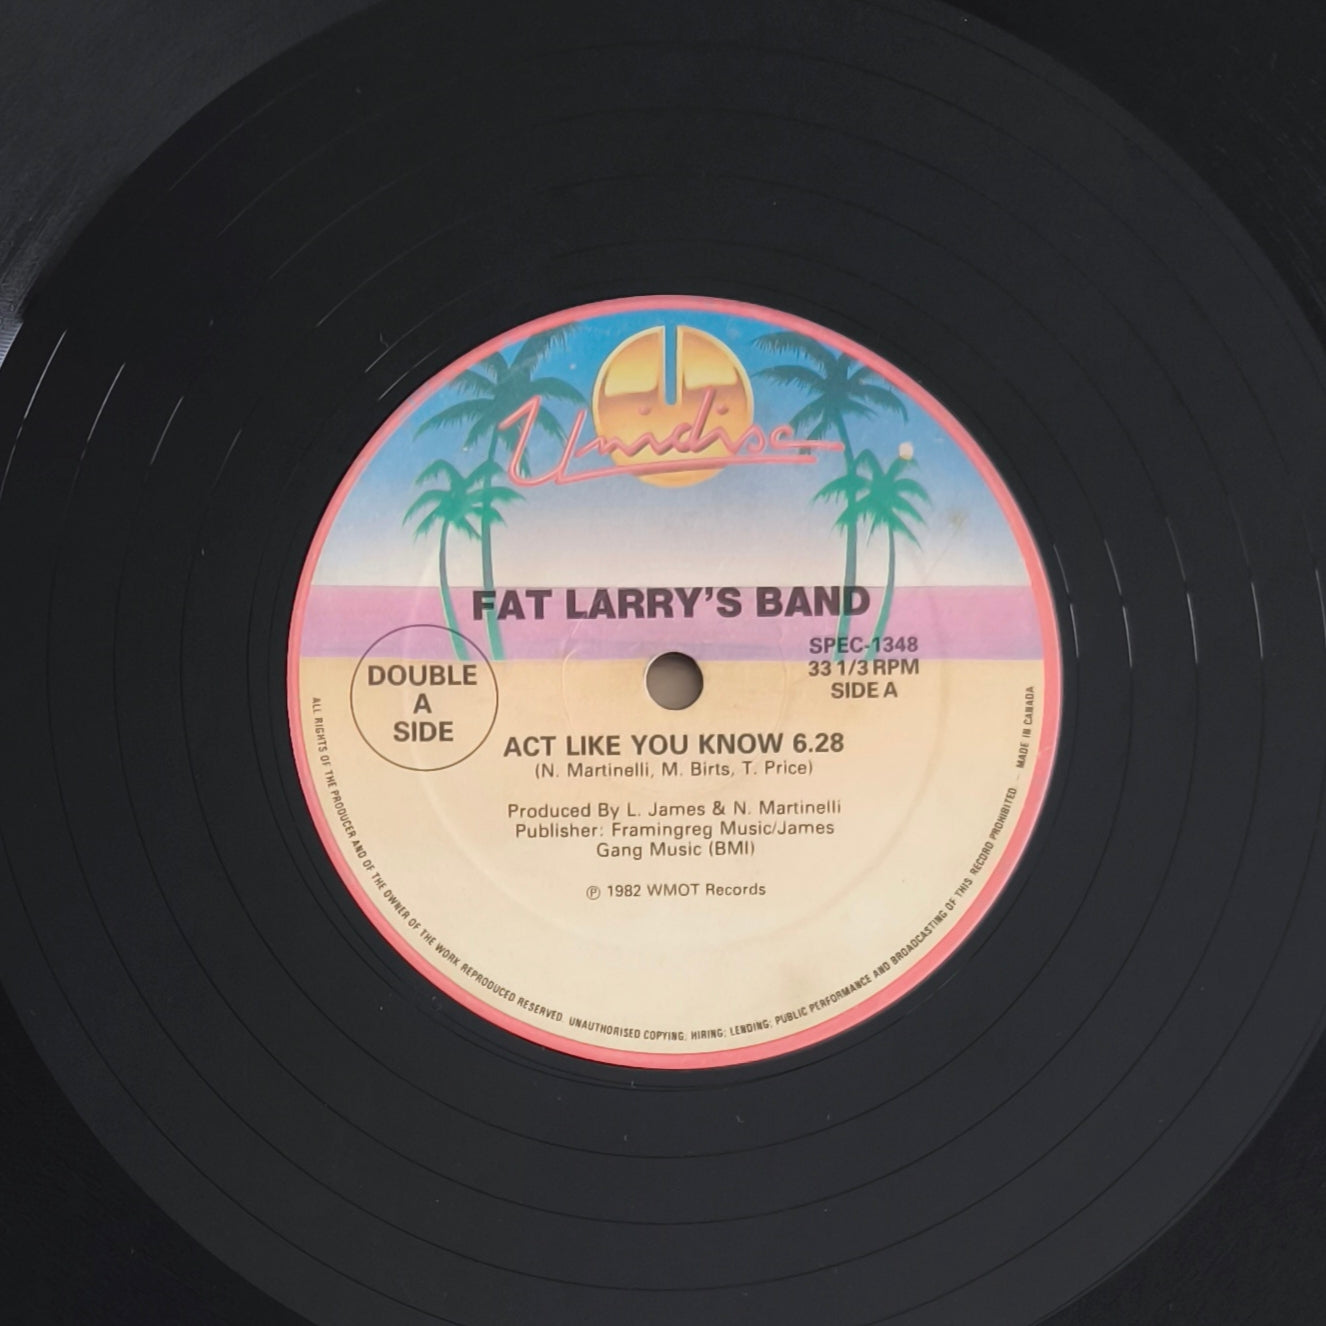 Unidisc
FAT LARRY'S BAND
SPEC-1348
33 1/3 RPM
SIDE A
DOUBLE
A
SIDE
ACT LIKE YOU KNOW 6.28
(N. Martinelli, M. Birts, T. Price)
Produced By L. James & N. Martinelli
Publisher: Framingreg Music/James
Gang Music (BMI)
℗ 1982 WMOT Records
ALL RIGHTS OF THE PRODUCER AND OF THE OWNER OF THE WORK REPRODUCED RESERVED. UNAUTHORISED COPYING; HIRING; LENDING; PUBLIC PERFORMANCE AND BROADCASTING OF THIS RECORD PROHIBITED. – MADE IN CANADA